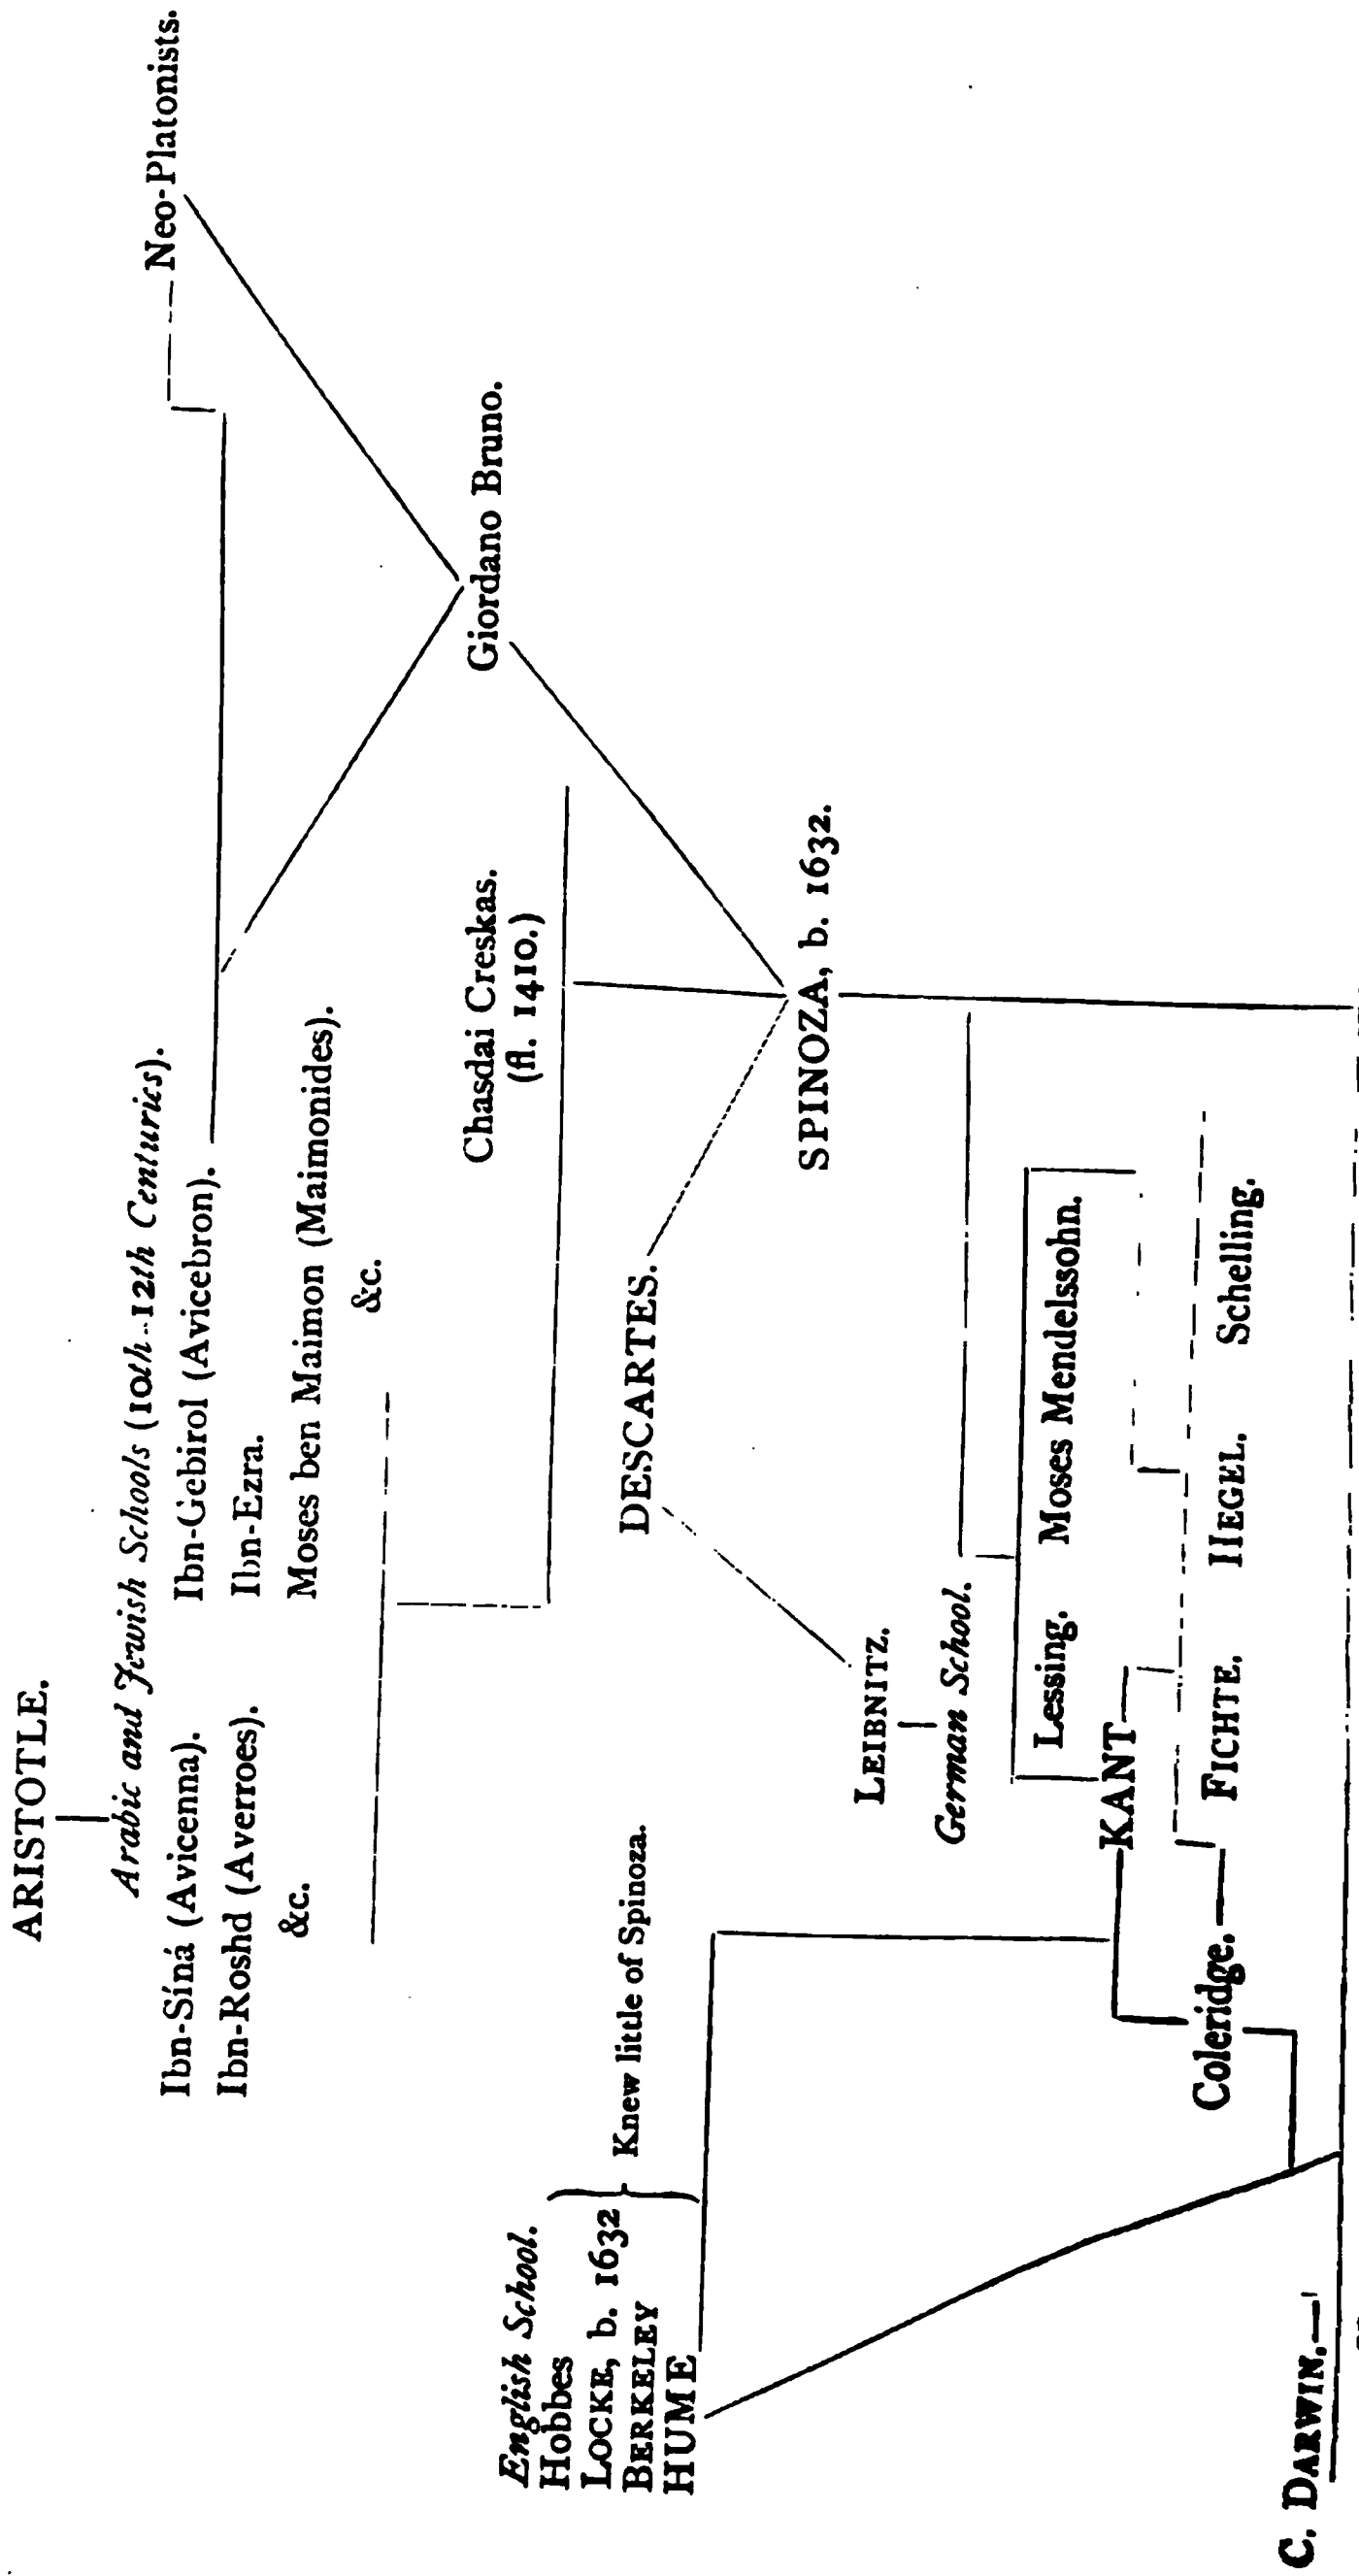 ARISTOTLE.
Arabic and Jewish Schools (10th-12th Centuries).
Neo-Platonists.
Ibn-Síná (Avicenna).
Ibn-Gebirol (Avicebron).
Ibn-Roshd (Averroes).
Ibn-Ezra.
&c.
Moses ben Maimon (Maimonides).
&c.
Giordano Bruno.
Chasdai Creskas.
(fl. 1410.)
English School.
Hobbes
LOCKE, b. 1632
BERKELEY
HUME
Knew little of Spinoza.
DESCARTES.
SPINOZA, b. 1632.
LEIBNITZ.
German School.
Lessing.
Moses Mendelssohn.
KANT
Coleridge.
FICHTE.
HEGEL.
Schelling.
C. DARWIN.